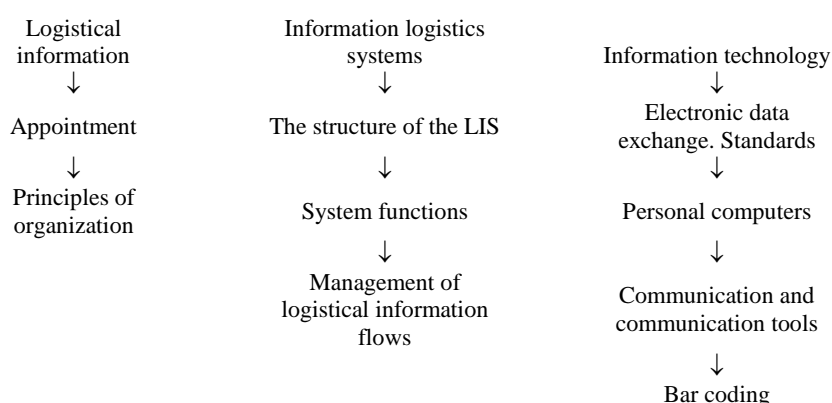 Logistical
information
↓
Appointment
↓
Principles of
organization
Information logistics
systems
↓
The structure of the LIS
↓
System functions
↓
Management of
logistical information
flows
Information technology
↓
Electronic data
exchange. Standards
↓
Personal computers
↓
Communication and
communication tools
↓
Bar coding